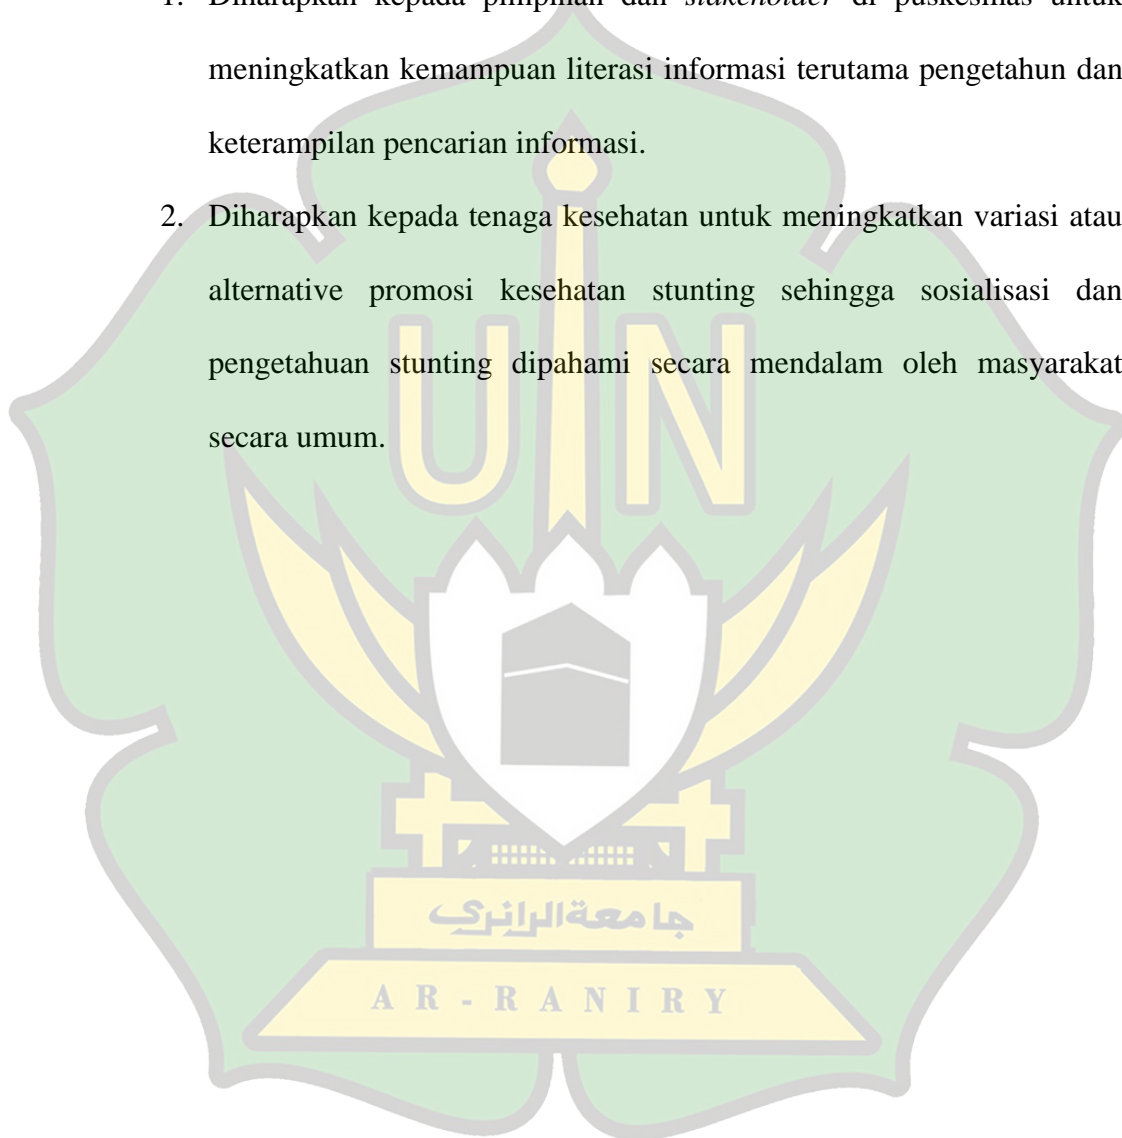 1. Diharapkan kepada pimpinan dan stakeholder di puskesmas untuk
meningkatkan kemampuan literasi informasi terutama pengetahun dan
keterampilan pencarian informasi.
2. Diharapkan kepada tenaga kesehatan untuk meningkatkan variasi atau
alternative promosi kesehatan stunting sehingga sosialisasi dan
pengetahuan stunting dipahami secara mendalam oleh masyarakat
secara umum.
UIN
جامعة الرانري
AR-RANIRY